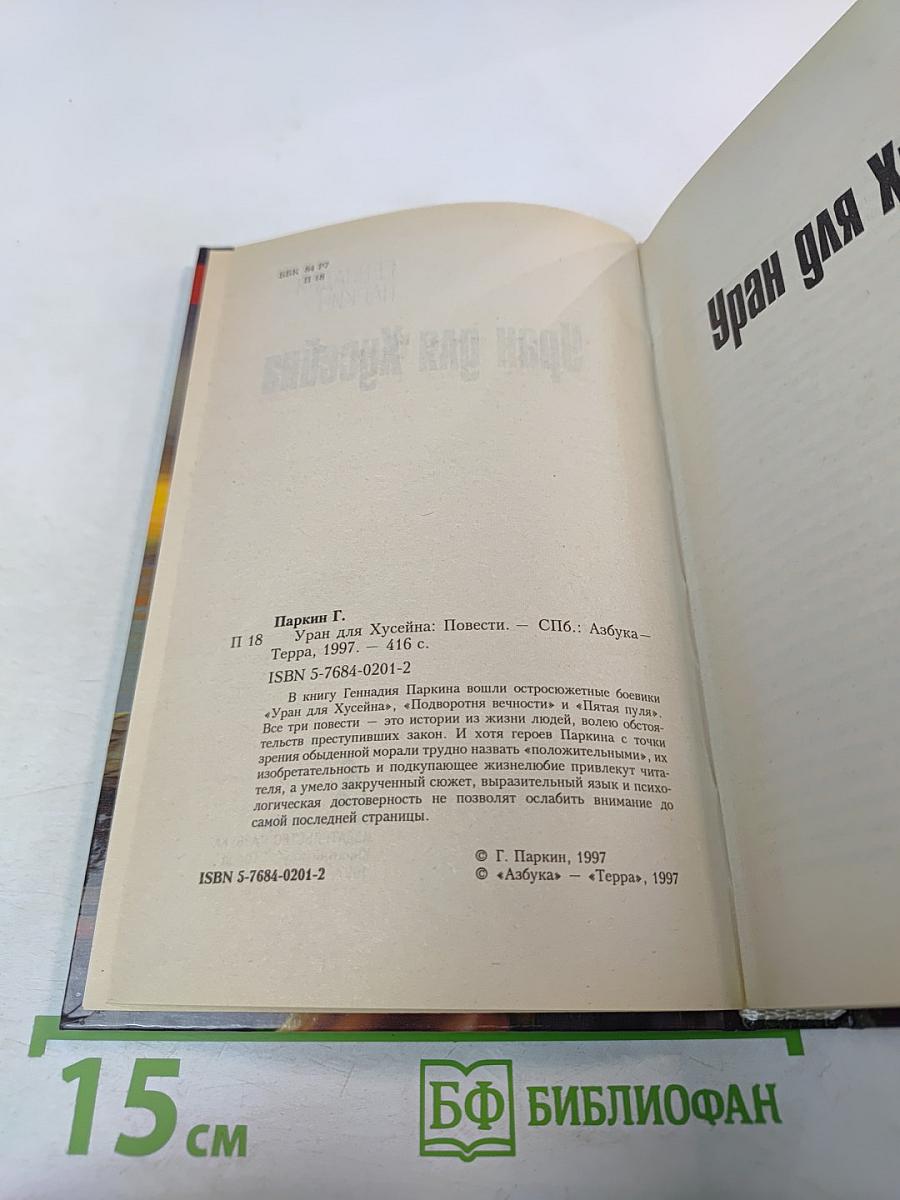 ББК 84 Р7
П 18
Уран для Хусейна
Паркин Г.
П 18 Уран для Хусейна: Повести. — СПб.: Азбука—
Терра, 1997. — 416 с.
ISBN 5-7684-0201-2
В книгу Геннадия Паркина вошли остросюжетные боевики
«Уран для Хусейна», «Подворотня вечности» и «Пятая пуля».
Все три повести — это истории из жизни людей, волею обстоя-
тельств преступивших закон. И хотя героев Паркина с точки
зрения обыденной морали трудно назвать «положительными», их
изобретательность и подкупающее жизнелюбие привлекут чита-
теля, а умело закрученный сюжет, выразительный язык и психо-
логическая достоверность не позволят ослабить внимание до
самой последней страницы.
© Г. Паркин, 1997
ISBN 5-7684-0201-2 © «Азбука» — «Терра», 1997
Уран для
15 см
БФ БИБЛИОФАН